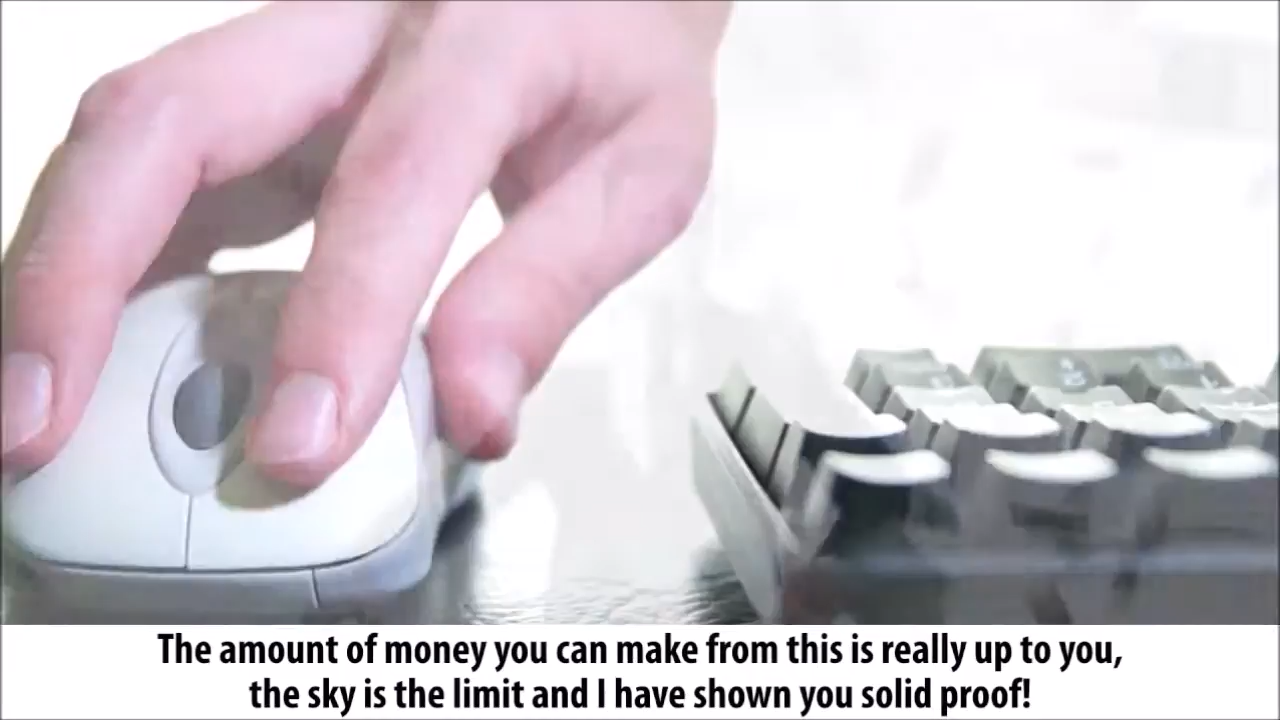 The amount of money you can make from this is really up to you,
the sky is the limit and I have shown you solid proof!